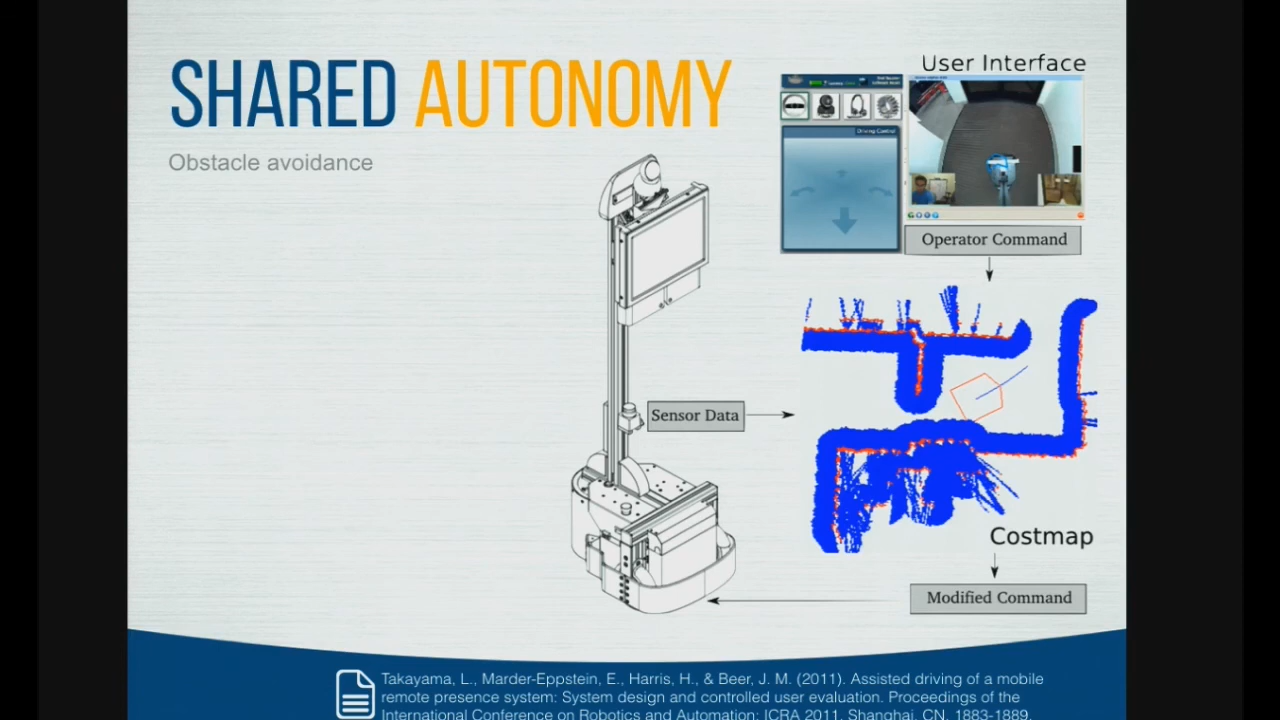 SHARED AUTONOMY
Obstacle avoidance
User Interface
Driving Control
Operator Command
Sensor Data
Costmap
Modified Command
Takayama, L., Marder-Eppstein, E., Harris, H., & Beer, J. M. (2011). Assisted driving of a mobile
remote presence system: System design and controlled user evaluation. Proceedings of the
International Conference on Robotics and Automation: ICRA 2011, Shanghai, CN, 1883-1889.